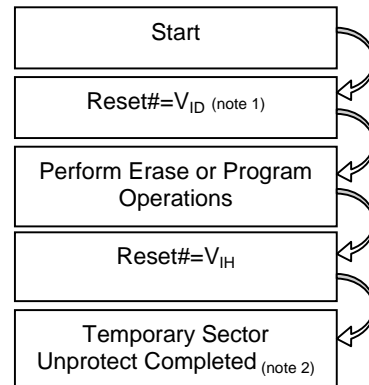 Start
Reset#=VID (note 1)
Perform Erase or Program
Operations
Reset#=VIH
Temporary Sector
Unprotect Completed (note 2)